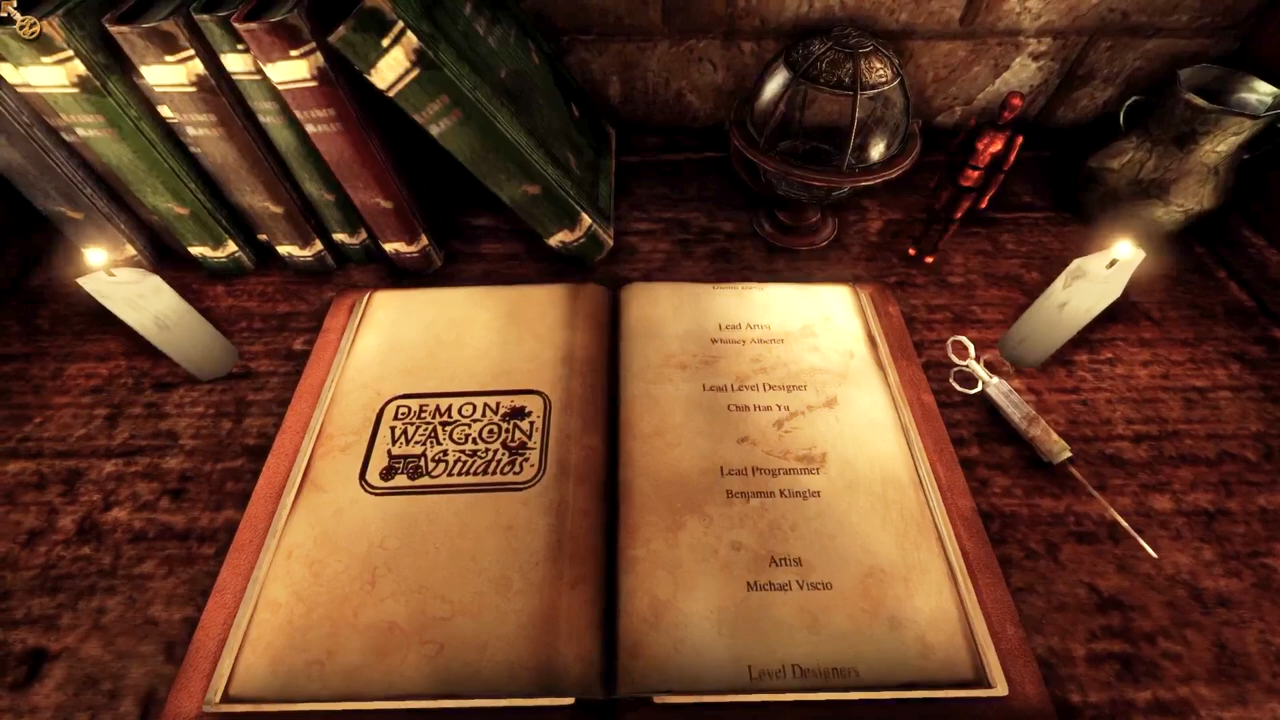 DEMON
WAGON
Studios
Lead Artist
Whitney Alberter
Lead Level Designer
Chih Han Yu
Lead Programmer
Benjamin Klingler
Artist
Michael Viscio
Level Designers